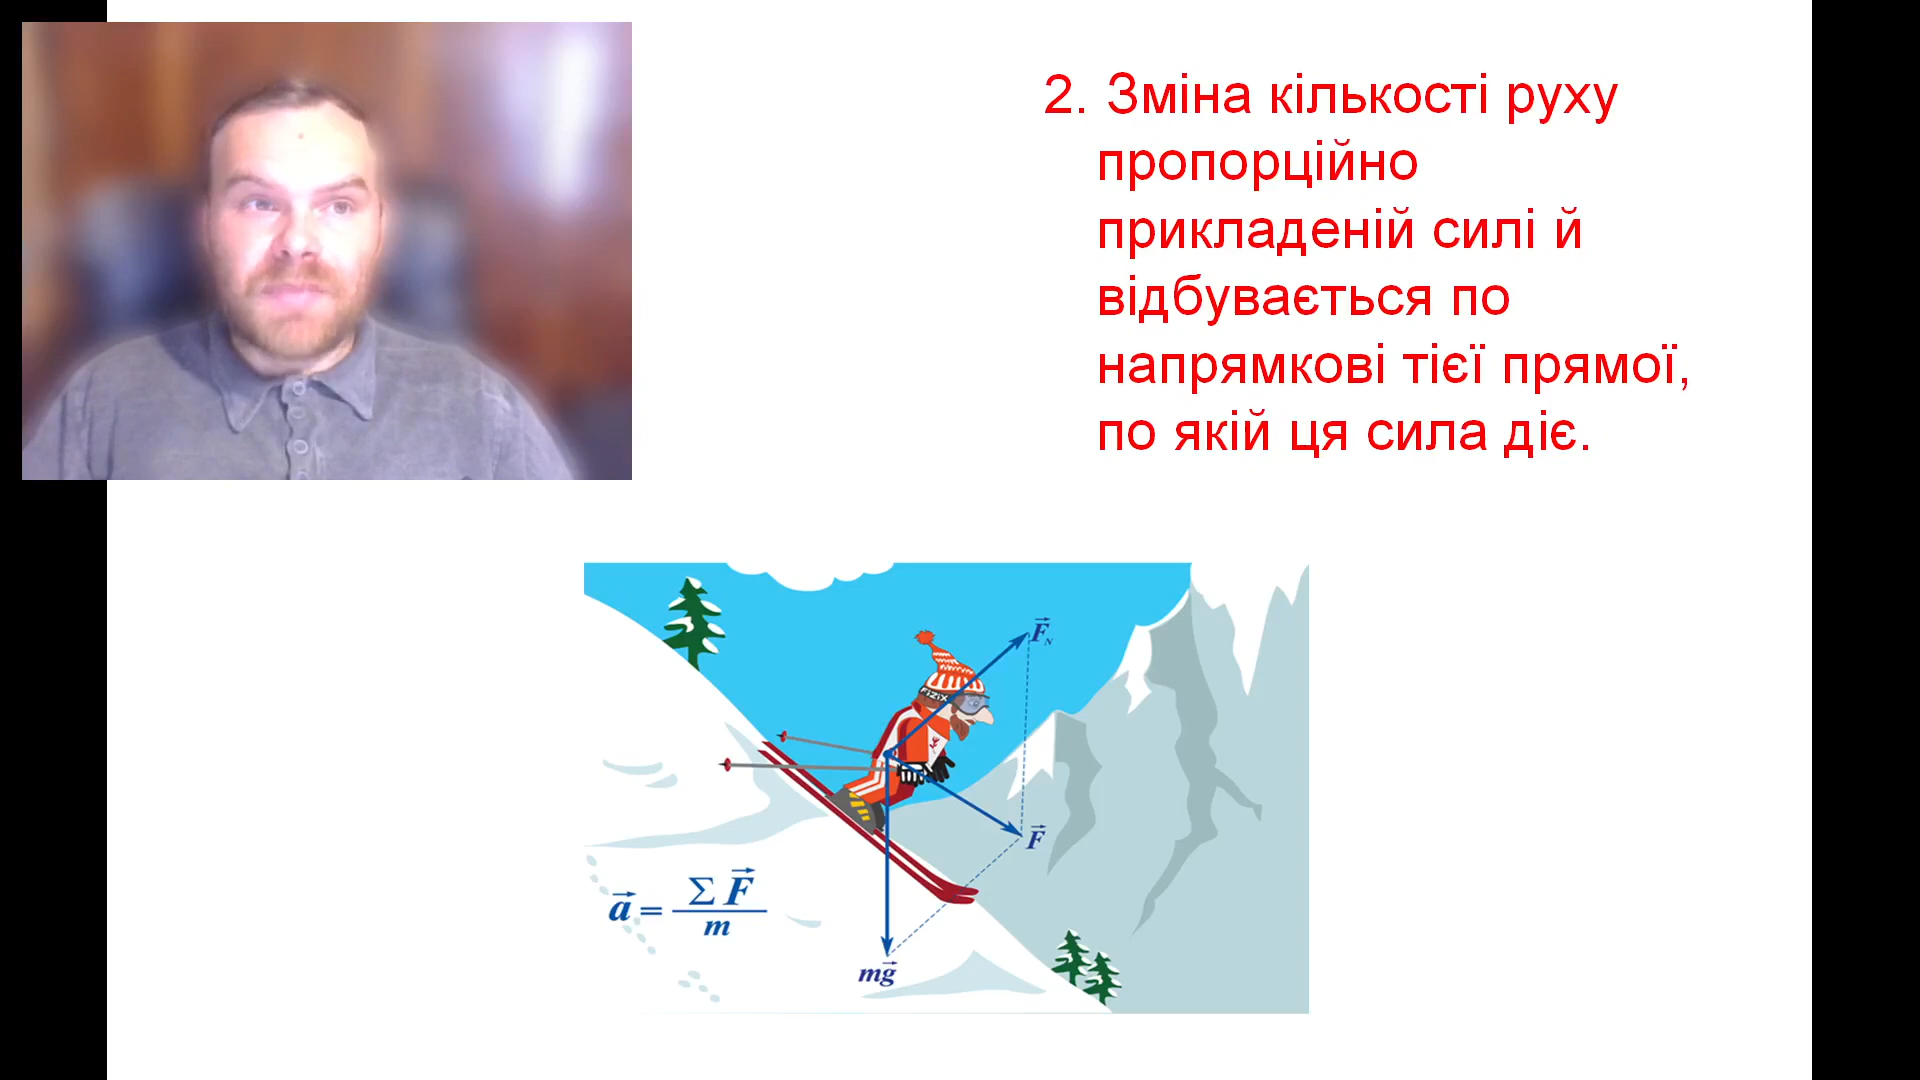 2. Зміна кількості руху
пропорційно
прикладеній силі й
відбувається по
напрямкові тієї прямої,
по якій ця сила діє.
F⃗_N
FIZIX
F⃗
a⃗ = ΣF⃗ / m
mg⃗